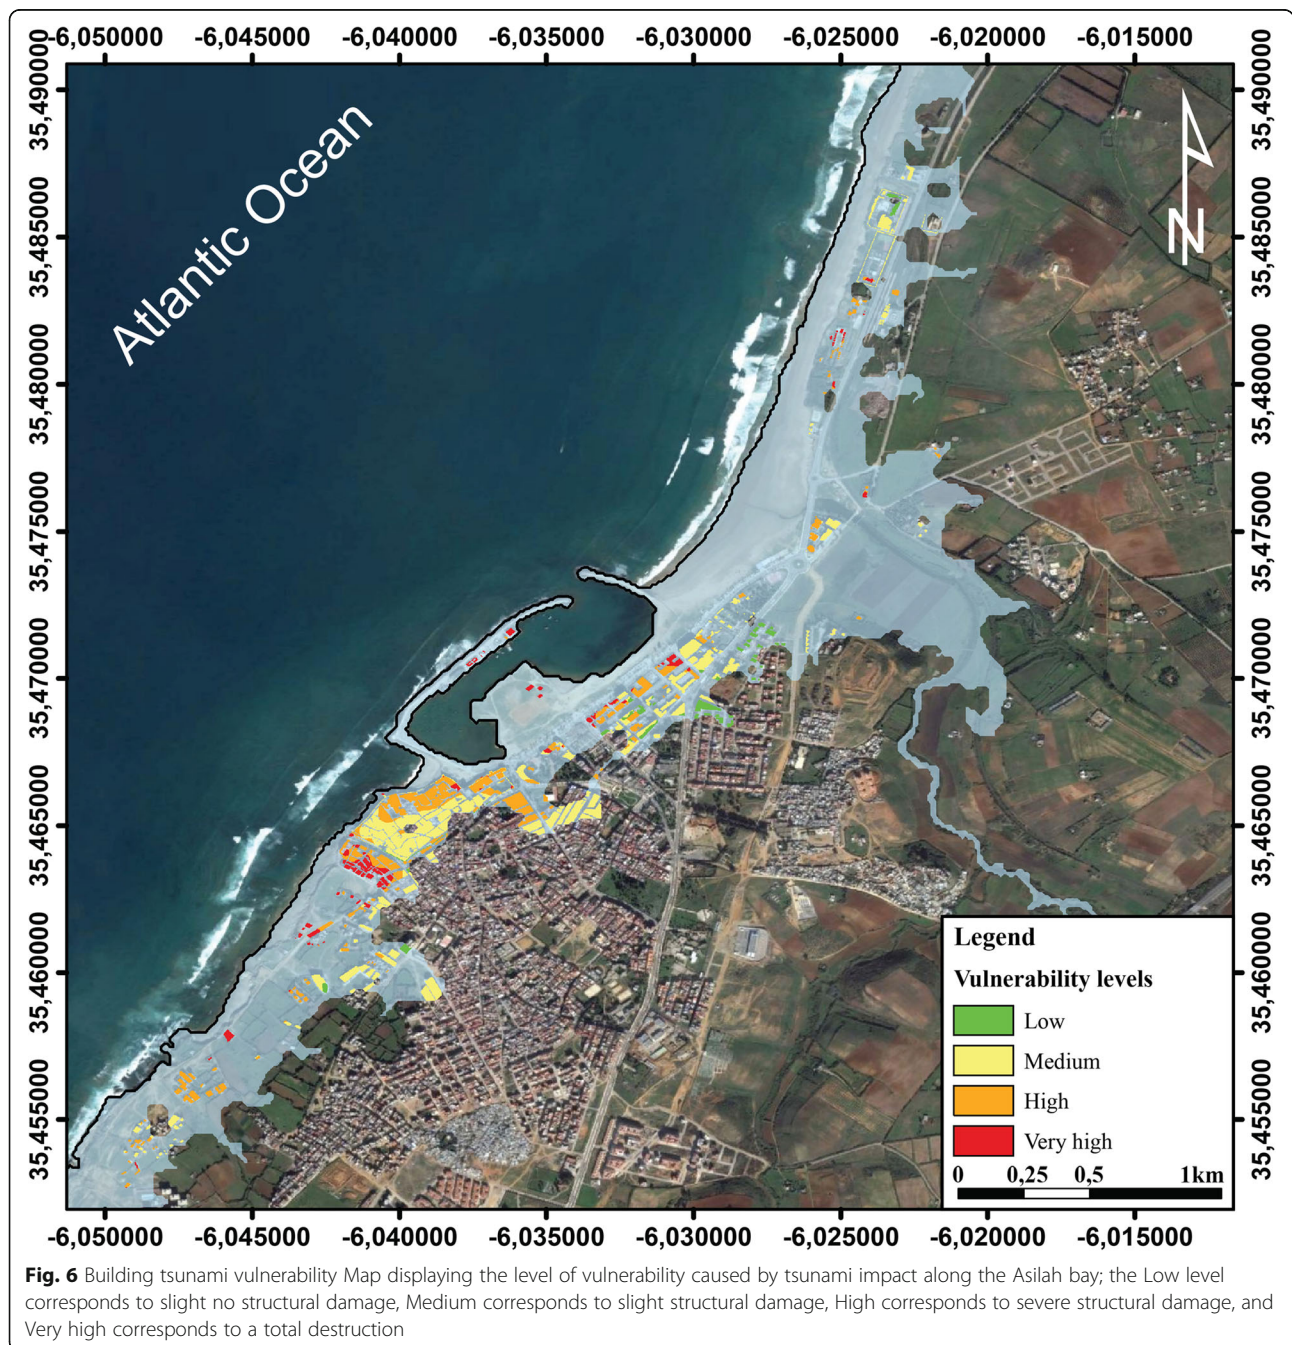 -6,050000 -6,045000 -6,040000 -6,035000 -6,030000 -6,025000 -6,020000 -6,015000
35,490000 35,490000
35,485000 35,485000
35,480000 35,480000
35,475000 35,475000
35,470000 35,470000
35,465000 35,465000
35,460000 35,460000
35,455000 35,455000
Atlantic Ocean
N
Legend
Vulnerability levels
Low
Medium
High
Very high
0 0,25 0,5 1km
-6,050000 -6,045000 -6,040000 -6,035000 -6,030000 -6,025000 -6,020000 -6,015000
Fig. 6 Building tsunami vulnerability Map displaying the level of vulnerability caused by tsunami impact along the Asilah bay; the Low level
corresponds to slight no structural damage, Medium corresponds to slight structural damage, High corresponds to severe structural damage, and
Very high corresponds to a total destruction